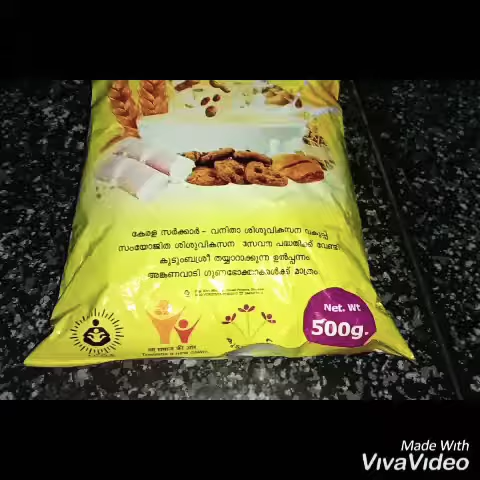 കേരള സർക്കാർ - വനിതാ ശിശുവികസന വകുപ്പ്
സംയോജിത ശിശുവികസന സേവന പദ്ധതിക്ക് വേണ്ടി
കുടുംബശ്രീ തയ്യാറാക്കുന്ന ഉൽപ്പന്നം
അങ്കണവാടി ഗുണഭോക്താക്കൾക്ക് മാത്രം
Net. Wt
500g.
Made With
VivaVideo